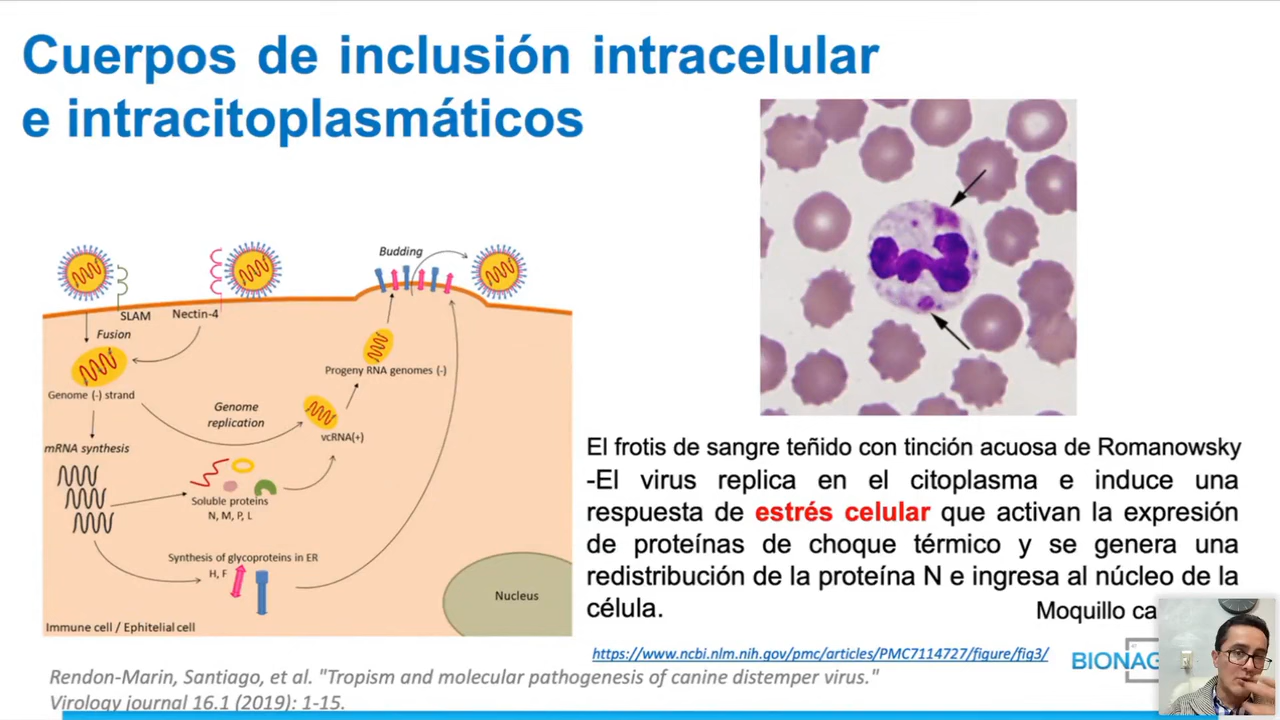 Cuerpos de inclusión intracelular
e intracitoplasmáticos
Budding
SLAM
Nectin-4
Fusion
Genome (-) strand
Progeny RNA genomes (-)
Genome
replication
vcRNA(+)
mRNA synthesis
Soluble proteins
N, M, P, L
Synthesis of glycoproteins in ER
H, F
Nucleus
Immune cell / Ephitelial cell
El frotis de sangre teñido con tinción acuosa de Romanowsky
-El virus replica en el citoplasma e induce una
respuesta de estrés celular que activan la expresión
de proteínas de choque térmico y se genera una
redistribución de la proteína N e ingresa al núcleo de la
célula.
Moquillo ca
https://www.ncbi.nlm.nih.gov/pmc/articles/PMC7114727/figure/fig3/
BIONAG
Rendon-Marin, Santiago, et al. "Tropism and molecular pathogenesis of canine distemper virus."
Virology journal 16.1 (2019): 1-15.